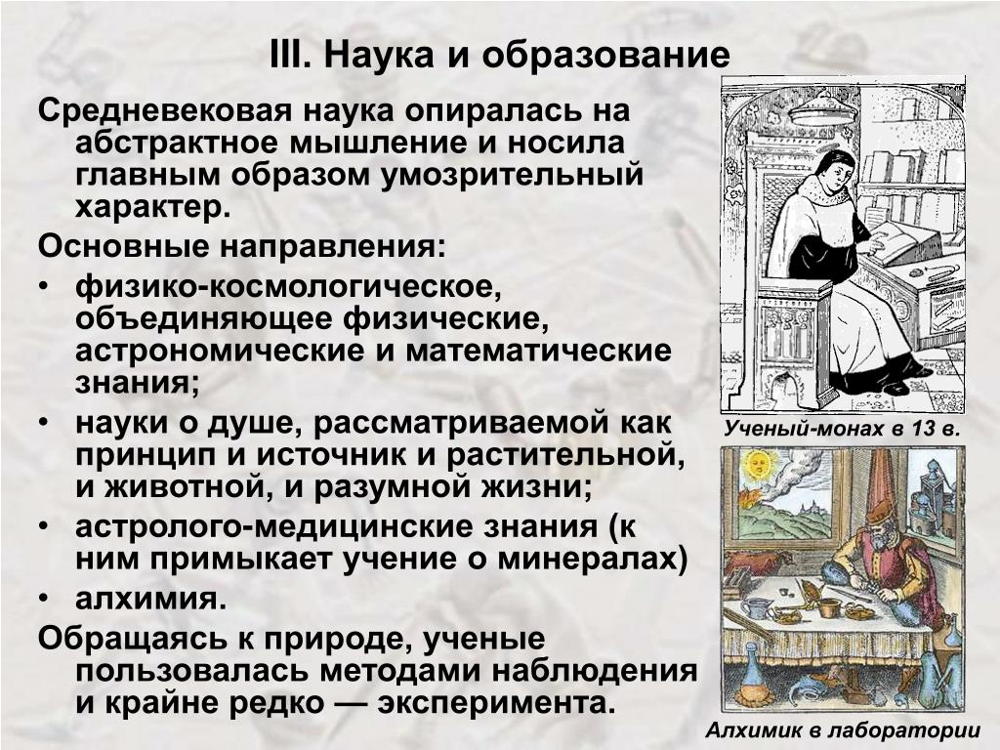 III. Наука и образование
Средневековая наука опиралась на
абстрактное мышление и носила
главным образом умозрительный
характер.
Основные направления:
• физико-космологическое,
объединяющее физические,
астрономические и математические
знания;
• науки о душе, рассматриваемой как
принцип и источник и растительной,
и животной, и разумной жизни;
• астролого-медицинские знания (к
ним примыкает учение о минералах)
• алхимия.
Обращаясь к природе, ученые
пользовалась методами наблюдения
и крайне редко — эксперимента.
Ученый-монах в 13 в.
Алхимик в лаборатории